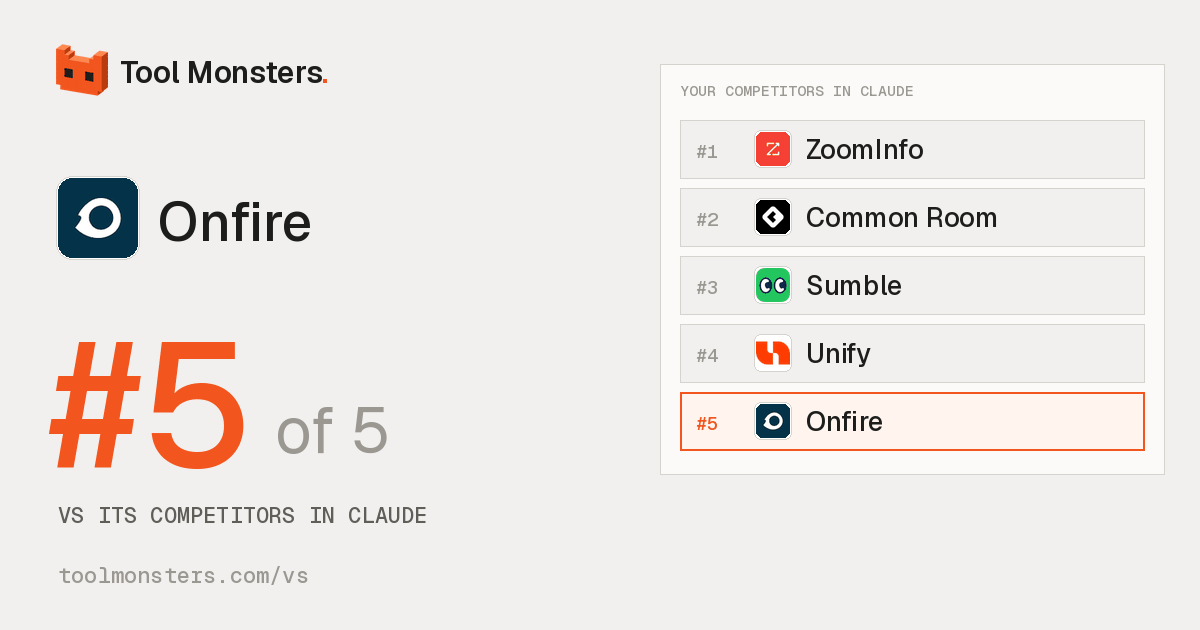 Tool Monsters.
Onfire
#5 of 5
VS ITS COMPETITORS IN CLAUDE
toolmonsters.com/vs
YOUR COMPETITORS IN CLAUDE
#1 ZoomInfo
#2 Common Room
#3 Sumble
#4 Unify
#5 Onfire